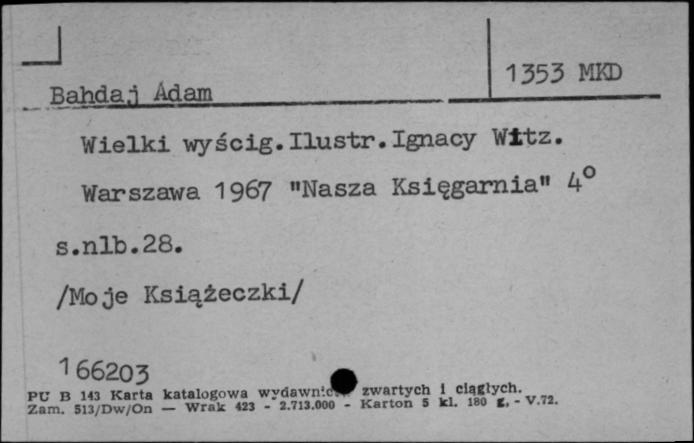 1353 MKD
Bahdaj Adam
Wielki wyścig.Ilustr.Ignacy Witz.
Warszawa 1967 "Nasza Księgarnia" 4°
s.nlb.28.
/Moje Książeczki/
166203
PU B 143 Karta katalogowa zwartych i ciągłych.
Zam. 513/Dw/On — Wrak 423 - 2.713.000 - Karton 5 kl. 180 g, - V.72.